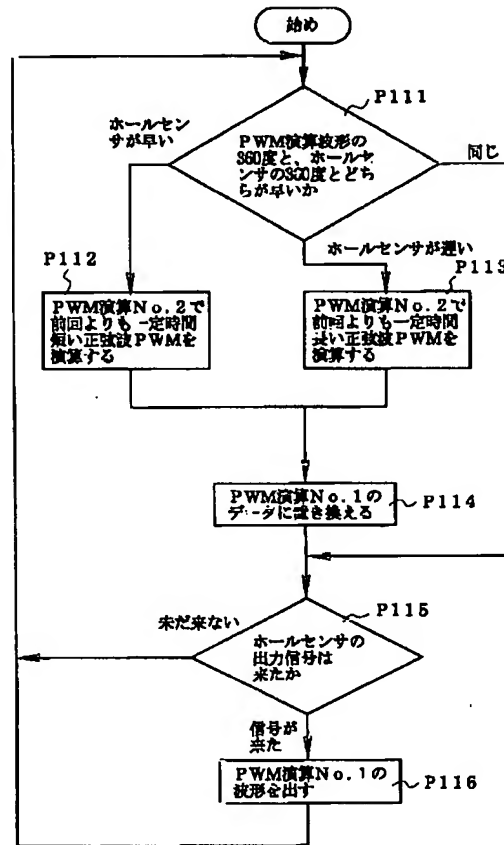 始め
P111
ホールセン
サが早い
PWM演算波形の
360度と、ホールセ
ンサの360度とどち
らが早いか
同じ
P112
ホールセンサが遅い
P113
PWM演算No.2で
前回よりも一定時間
短い正弦波PWMを
演算する
PWM演算No.2で
前回よりも一定時間
長い正弦波PWMを
演算する
PWM演算No.1の
データに置き換える
P114
P115
未だ来ない
ホールセンサの
出力信号は
来たか
信号が
来た
PWM演算No.1の
波形を出す
P116